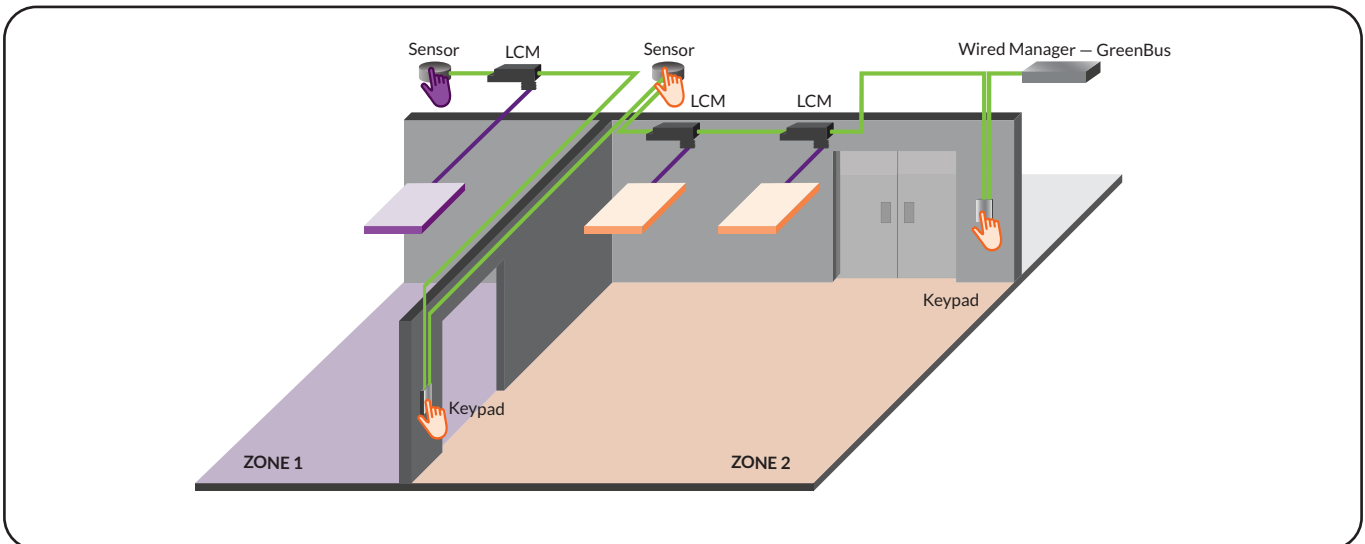 Sensor
LCM
Sensor
Wired Manager — GreenBus
LCM
LCM
Keypad
Keypad
ZONE 1
ZONE 2